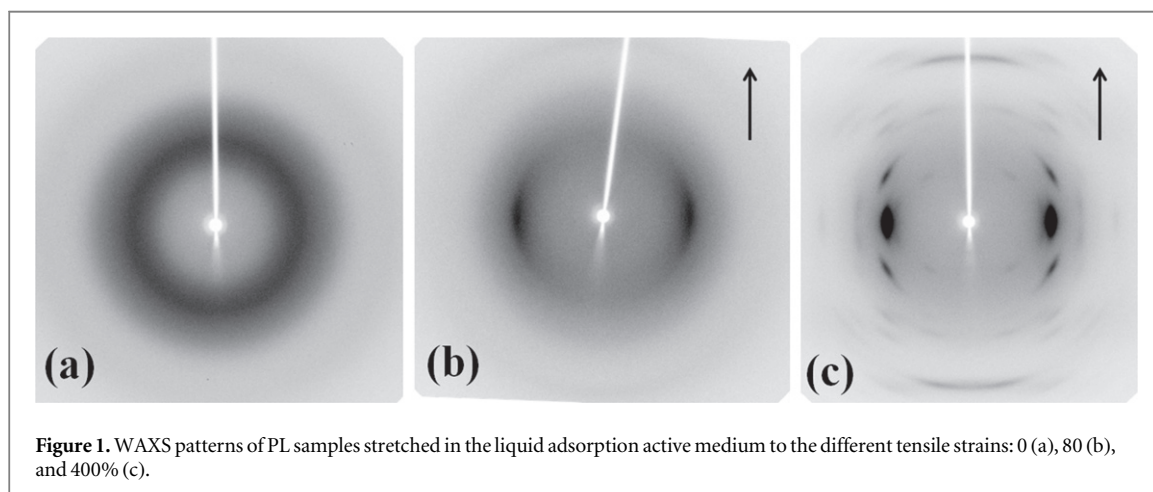 (a) (b) (c)
Figure 1. WAXS patterns of PL samples stretched in the liquid adsorption active medium to the different tensile strains: 0 (a), 80 (b),
and 400% (c).